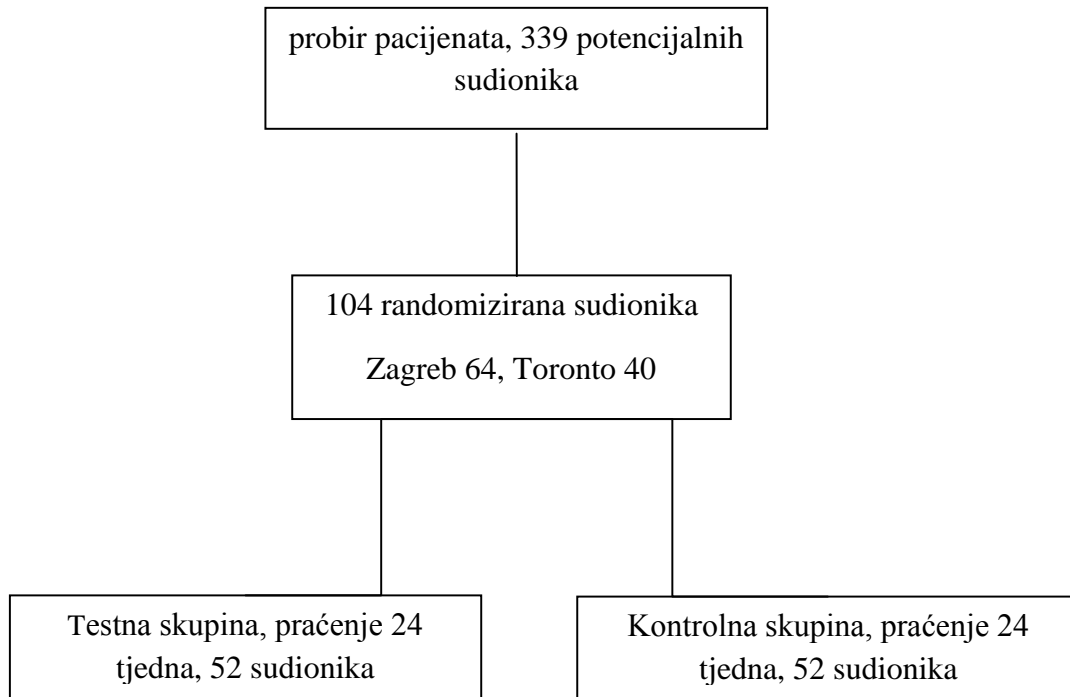 probir pacijenata, 339 potencijalnih
sudionika
104 randomizirana sudionika
Zagreb 64, Toronto 40
Testna skupina, praćenje 24
tjedna, 52 sudionika
Kontrolna skupina, praćenje 24
tjedna, 52 sudionika